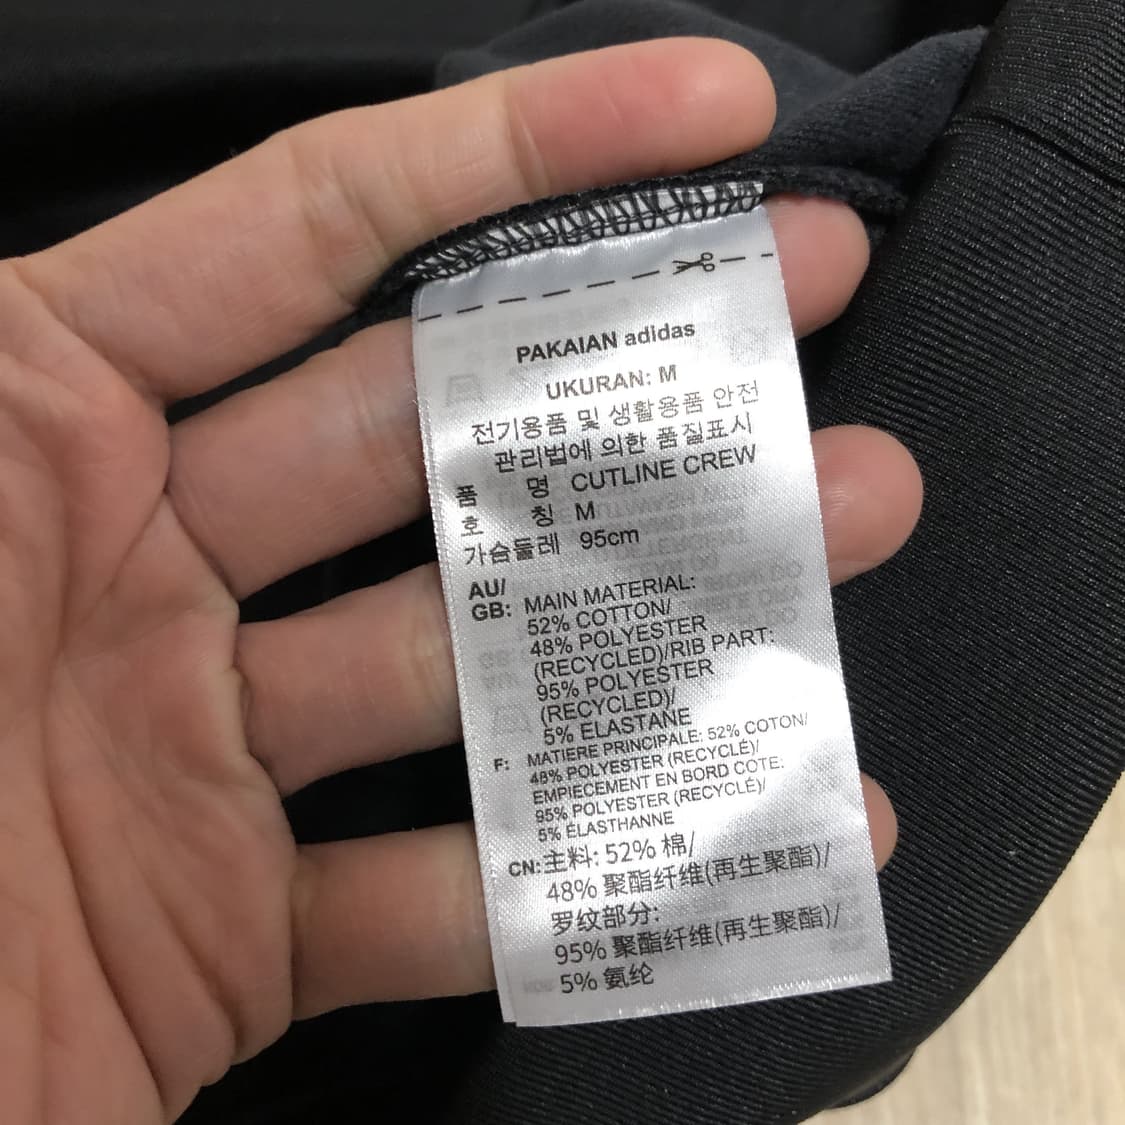 PAKAIAN adidas
UKURAN: M
전기용품 및 생활용품 안전
관리법에 의한 품질표시
품 명 CUTLINE CREW
호 칭 M
가슴둘레 95cm
AU/
GB: MAIN MATERIAL:
52% COTTON/
48% POLYESTER
(RECYCLED)/RIB PART:
95% POLYESTER
(RECYCLED)/
5% ELASTANE
F: MATIERE PRINCIPALE: 52% COTON/
48% POLYESTER (RECYCLÉ)/
EMPIECEMENT EN BORD COTE:
95% POLYESTER (RECYCLÉ)/
5% ÉLASTHANNE
CN: 主料: 52% 棉/
48% 聚酯纤维(再生聚酯)/
罗纹部分:
95% 聚酯纤维(再生聚酯)/
5% 氨纶